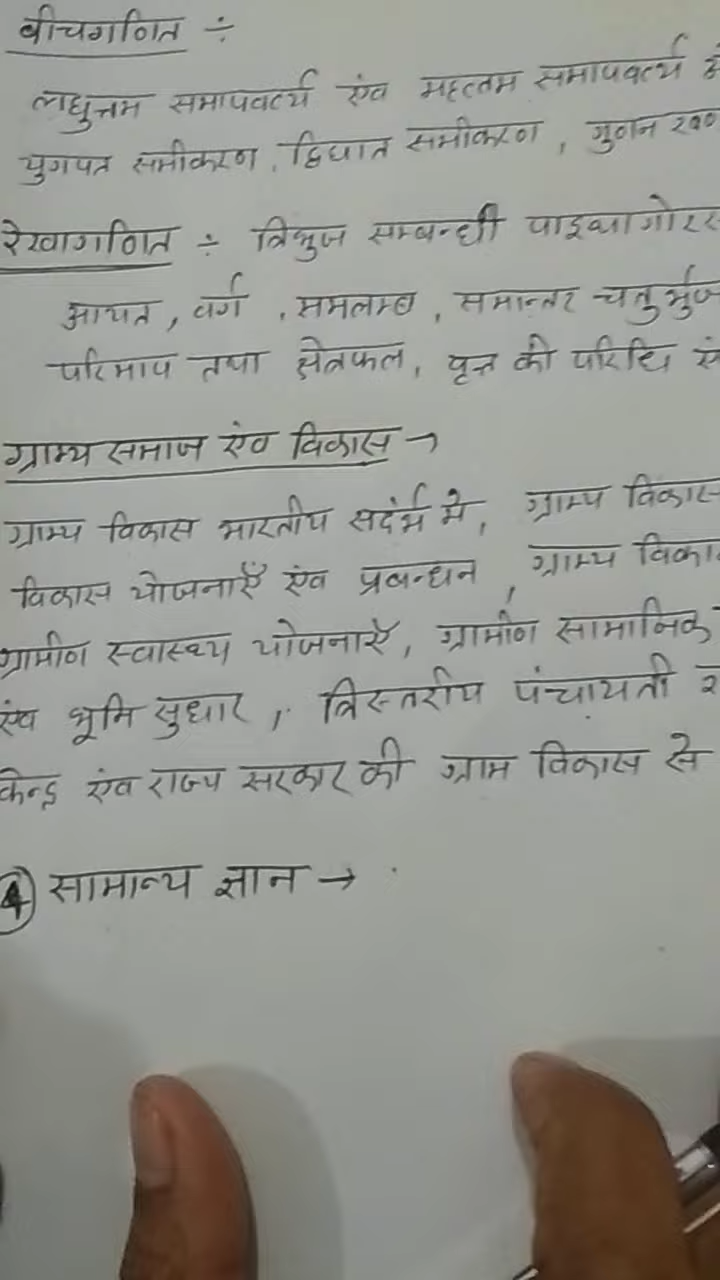 बीचगणित ÷
लघुत्तम समापवर्त्य एंव महत्तम समापवर्त्य
युगपत समीकरण, द्विघात समीकरण, गुणन
रेखागणित ÷ त्रिभुज सम्बन्धी पाइथागोरस
आयत, वर्ग, समलम्ब, समान्तर चतुर्भुज
परिमाप तथा क्षेत्रफल, वृत्त की परिधि एं
ग्राम्य समाज एंव विकास →
ग्राम्य विकास भारतीय सदंर्भ मे, ग्राम्य विकास
विकास योजनाएँ एंव प्रबन्धन, ग्राम्य विका
ग्रामीण स्वास्थ्य योजनाएँ, ग्रामीण सामाजिक
एंव भूमि सुधार, त्रिस्तरीय पंचायती
केन्द्र एंव राज्य सरकार की ग्राम विकास से
4 सामान्य ज्ञान →